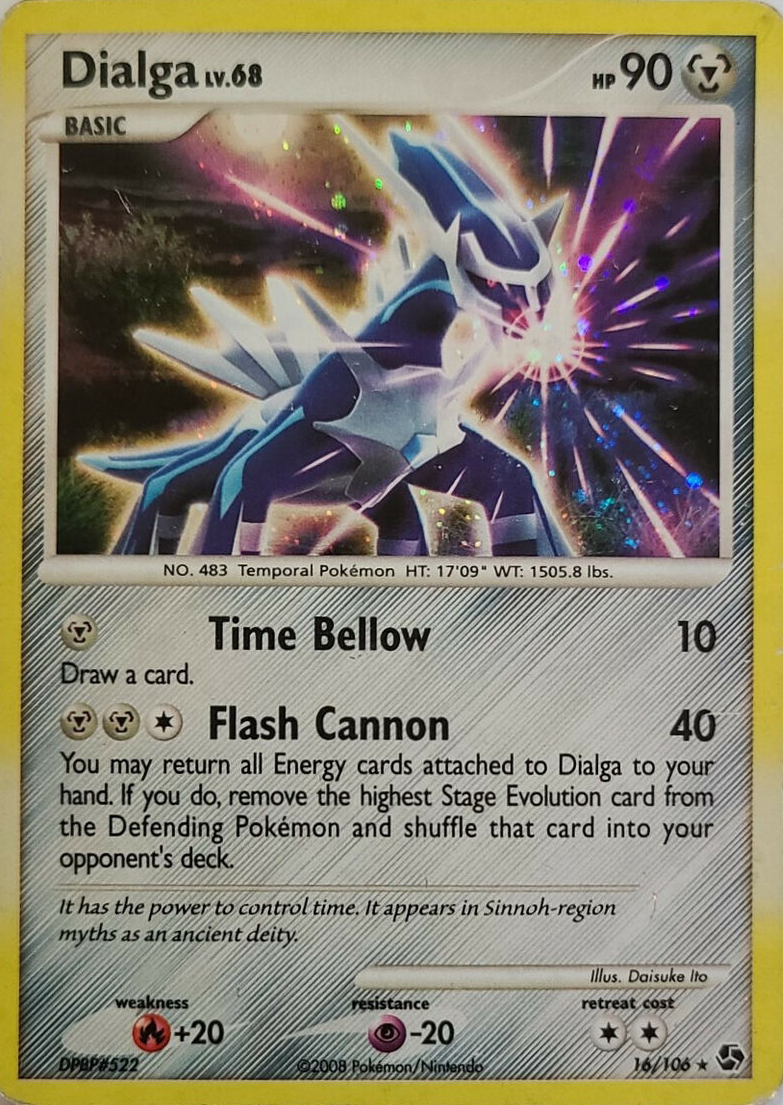 Dialga LV.68 HP 90
BASIC
NO. 483 Temporal Pokémon HT: 17'09" WT: 1505.8 lbs.
Time Bellow 10
Draw a card.
Flash Cannon 40
You may return all Energy cards attached to Dialga to your
hand. If you do, remove the highest Stage Evolution card from
the Defending Pokémon and shuffle that card into your
opponent's deck.
It has the power to control time. It appears in Sinnoh-region
myths as an ancient deity.
Illus. Daisuke Ito
weakness resistance retreat cost
+20 -20
DPBP#522 ©2008 Pokémon/Nintendo 16/106 ★